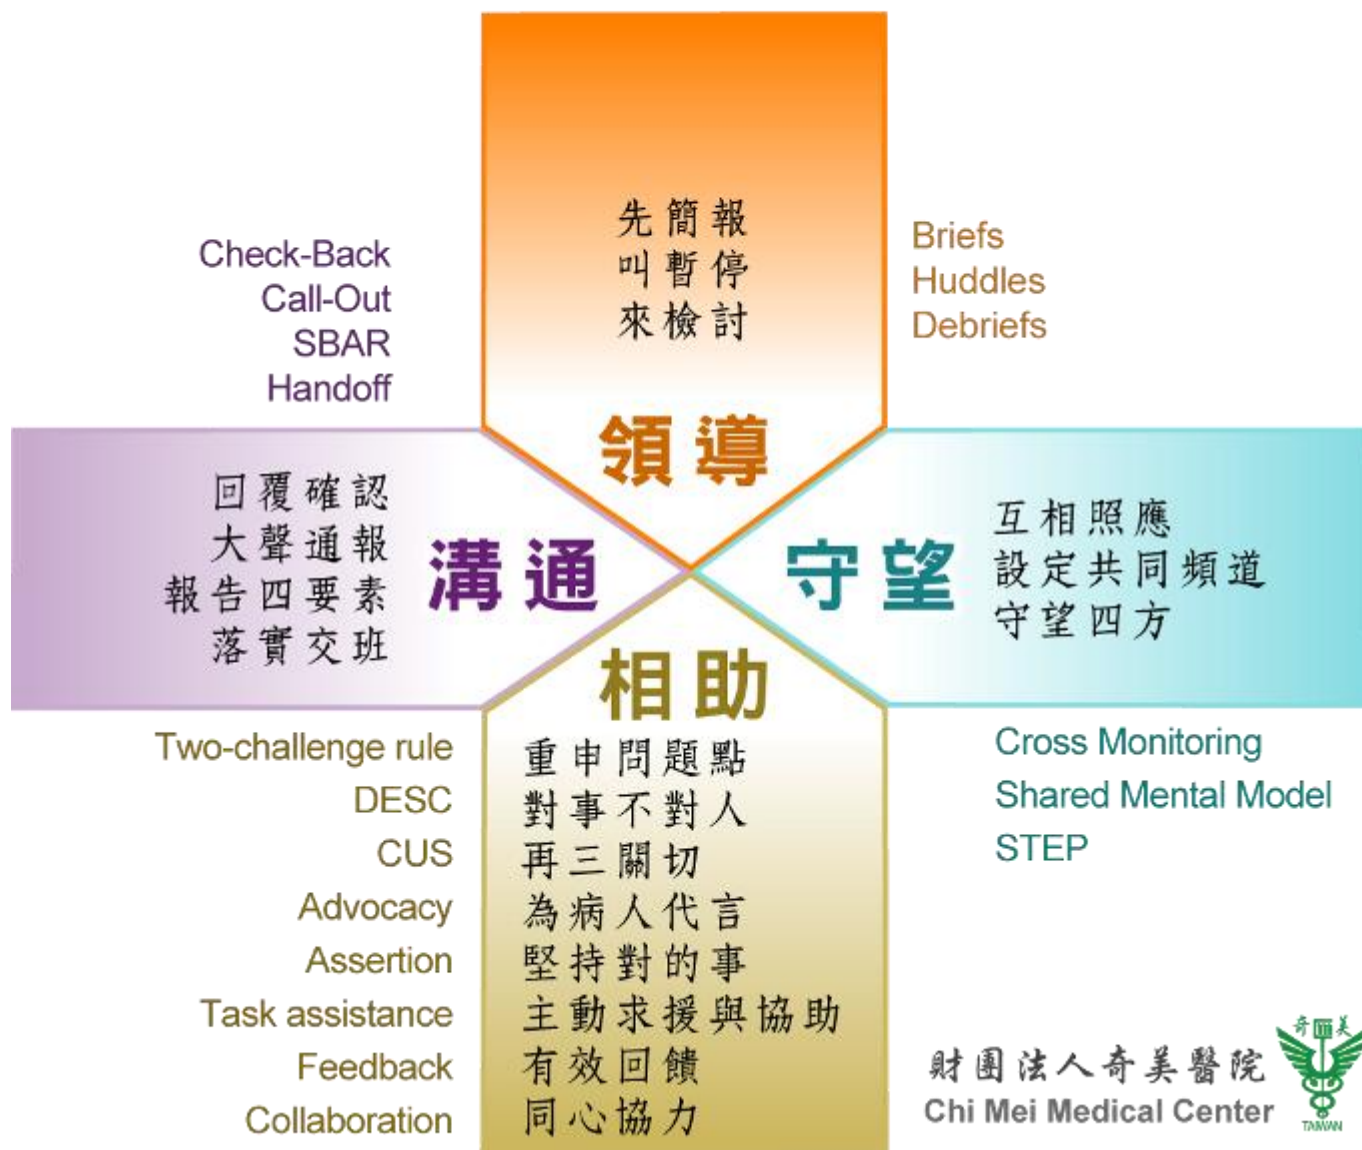 先簡報
叫暫停
來檢討
領導
Briefs
Huddles
Debriefs
Check-Back
Call-Out
SBAR
Handoff
回覆確認
大聲通報
報告四要素
落實交班
溝通
守望
互相照應
設定共同頻道
守望四方
Cross Monitoring
Shared Mental Model
STEP
相助
Two-challenge rule
DESC
CUS
Advocacy
Assertion
Task assistance
Feedback
Collaboration
重申問題點
對事不對人
再三關切
為病人代言
堅持對的事
主動求援與協助
有效回饋
同心協力
財團法人奇美醫院
Chi Mei Medical Center
奇美
TAIWAN